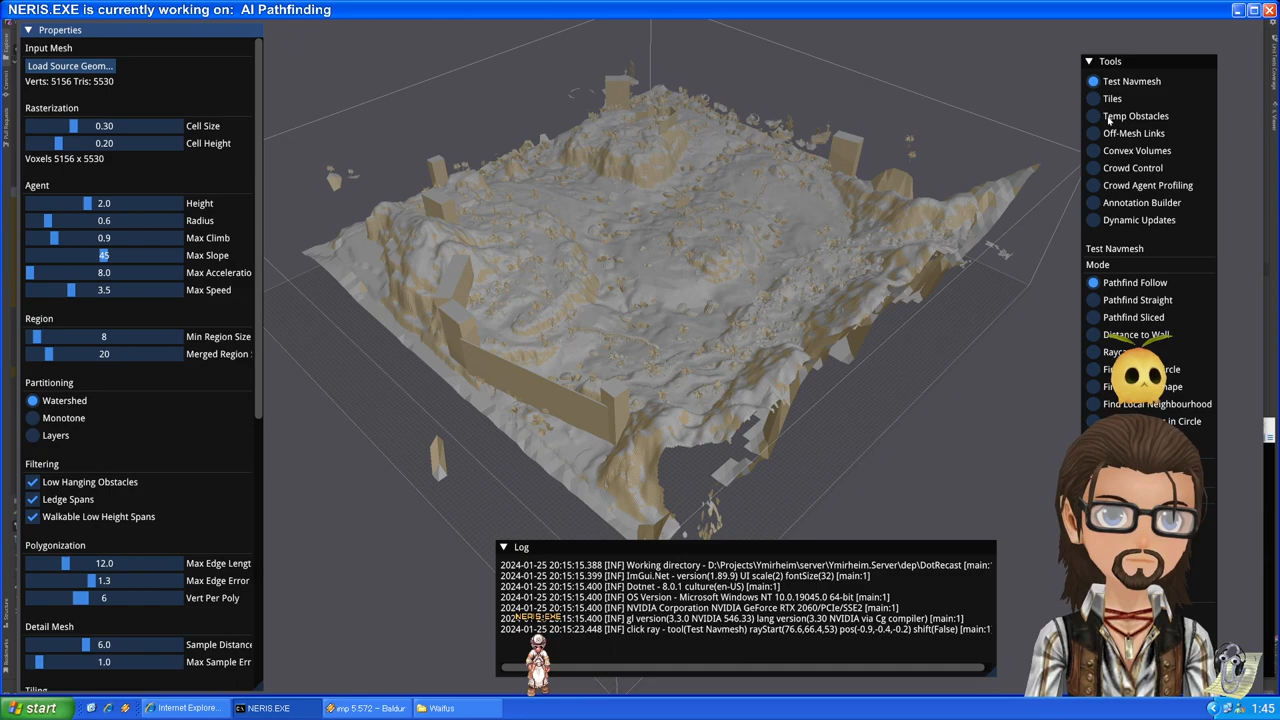 NERIS.EXE is currently working on: AI Pathfinding
Properties
Input Mesh
Load Source Geom...
Verts: 5156 Tris: 5530
Rasterization
0.30 Cell Size
0.20 Cell Height
Voxels 5156 x 5530
Agent
2.0 Height
0.6 Radius
0.9 Max Climb
45 Max Slope
8.0 Max Acceleratio
3.5 Max Speed
Region
8 Min Region Size
20 Merged Region
Partitioning
Watershed
Monotone
Layers
Filtering
Low Hanging Obstacles
Ledge Spans
Walkable Low Height Spans
Polygonization
12.0 Max Edge Lengt
1.3 Max Edge Error
6 Vert Per Poly
Detail Mesh
6.0 Sample Distance
1.0 Max Sample Err
Tiling
Tools
Test Navmesh
Tiles
Temp Obstacles
Off-Mesh Links
Convex Volumes
Crowd Control
Crowd Agent Profiling
Annotation Builder
Dynamic Updates
Test Navmesh
Mode
Pathfind Follow
Pathfind Straight
Pathfind Sliced
Distance to Wall
Find Local Neighbourhood
in Circle
Log
2024-01-25 20:15:15.388 [INF] Working directory - D:\Projects\Ymirheim\server\Ymirheim.Server\dep\DotRecast [main:
2024-01-25 20:15:15.399 [INF] ImGui.Net - version(1.89.9) UI scale(2) fontSize(32) [main:1]
2024-01-25 20:15:15.400 [INF] Dotnet - 8.0.1 culture(en-US) [main:1]
2024-01-25 20:15:15.400 [INF] OS Version - Microsoft Windows NT 10.0.19045.0 64-bit [main:1]
2024-01-25 20:15:15.400 [INF] NVIDIA Corporation NVIDIA GeForce RTX 2060/PCIe/SSE2 [main:1]
20:15:15.400 [INF] gl version(3.3.0 NVIDIA 546.33) lang version(3.30 NVIDIA via Cg compiler) [main:1]
2024-01-25 20:15:23.448 [INF] click ray - tool(Test Navmesh) rayStart(76.6,66.4,53) pos(-0.9,-0.4,-0.2) shift(False) [main:1
NERIS.EXE
start
Internet Explore...
NERIS.EXE
imp 5.572 - Baldur
Waifus
1:45